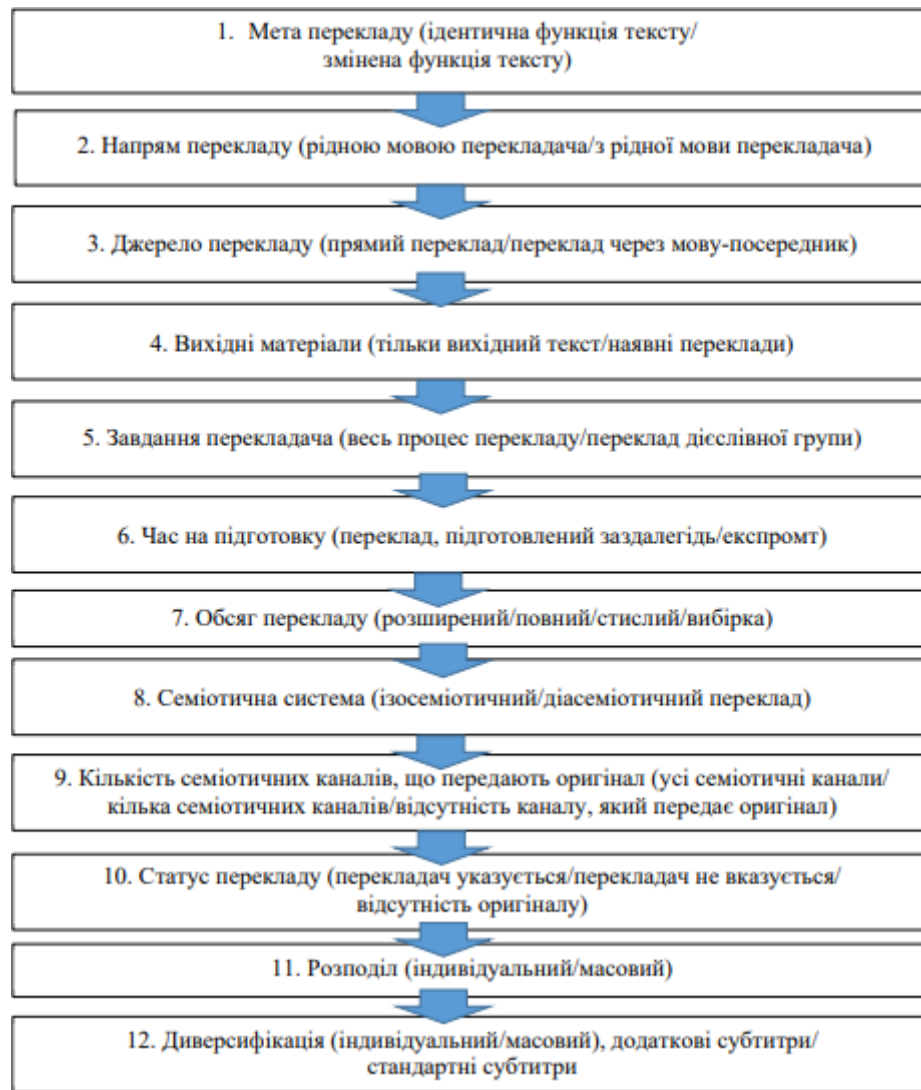 1. Мета перекладу (ідентична функція тексту/
змінена функція тексту)
2. Напрям перекладу (рідною мовою перекладача/з рідної мови перекладача)
3. Джерело перекладу (прямий переклад/переклад через мову-посередник)
4. Вихідні матеріали (тільки вихідний текст/наявні переклади)
5. Завдання перекладача (весь процес перекладу/переклад дієслівної групи)
6. Час на підготовку (переклад, підготовлений заздалегідь/експромт)
7. Обсяг перекладу (розширений/повний/стислий/вибірка)
8. Семіотична система (ізосеміотичний/діасеміотичний переклад)
9. Кількість семіотичних каналів, що передають оригінал (усі семіотичні канали/
кілька семіотичних каналів/відсутність каналу, який передає оригінал)
10. Статус перекладу (перекладач указується/перекладач не вказується/
відсутність оригіналу)
11. Розподіл (індивідуальний/масовий)
12. Диверсифікація (індивідуальний/масовий), додаткові субтитри/
стандартні субтитри